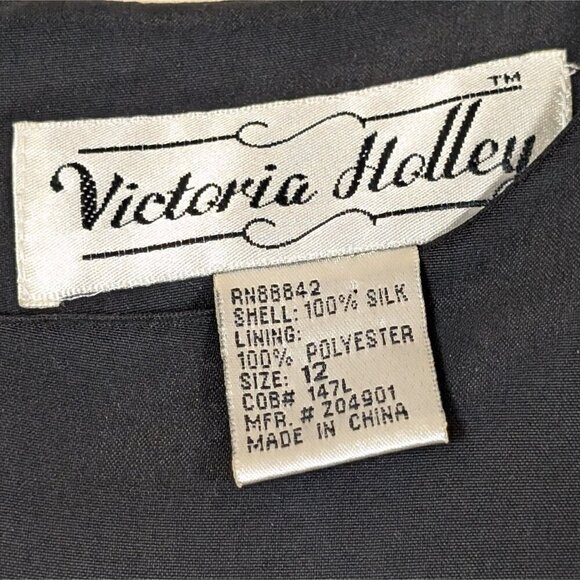 TM
Victoria Holley
RN88842
SHELL: 100% SILK
LINING:
100% POLYESTER
SIZE: 12
COB# 147L
MFR. # Z04901
MADE IN CHINA